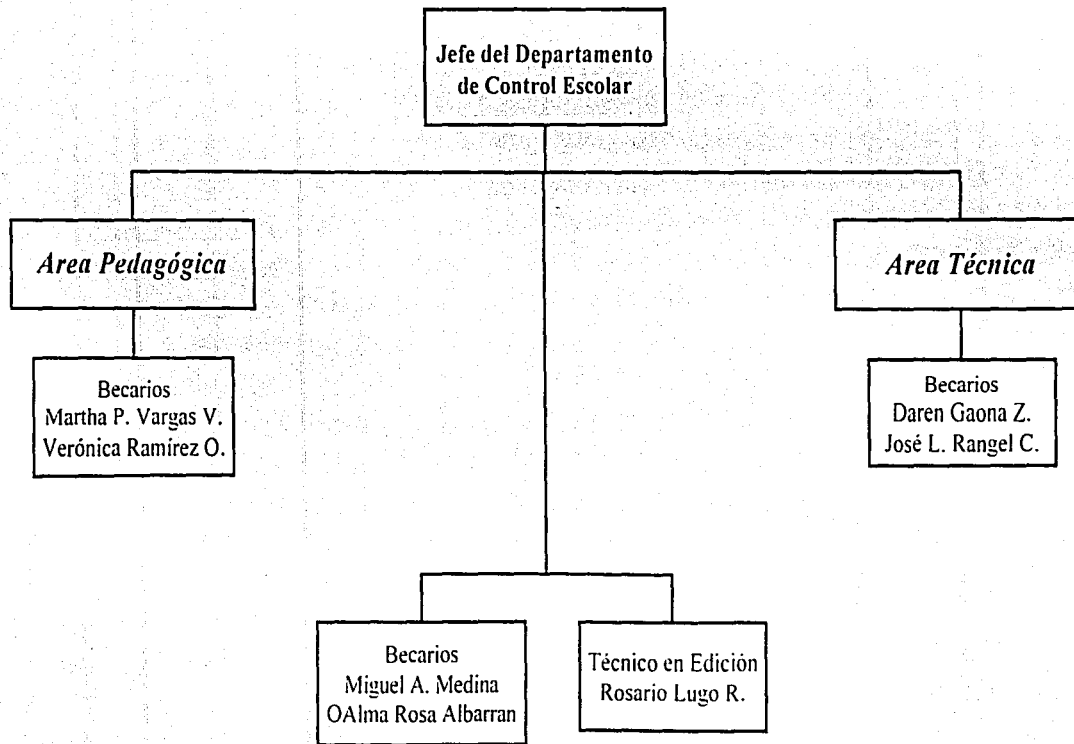 Jefe del Departamento
de Control Escolar
Area Pedagógica
Area Técnica
Becarios
Martha P. Vargas V.
Verónica Ramírez O.
Becarios
Daren Gaona Z.
José L. Rangel C.
Becarios
Miguel A. Medina
OAlma Rosa Albarran
Técnico en Edición
Rosario Lugo R.